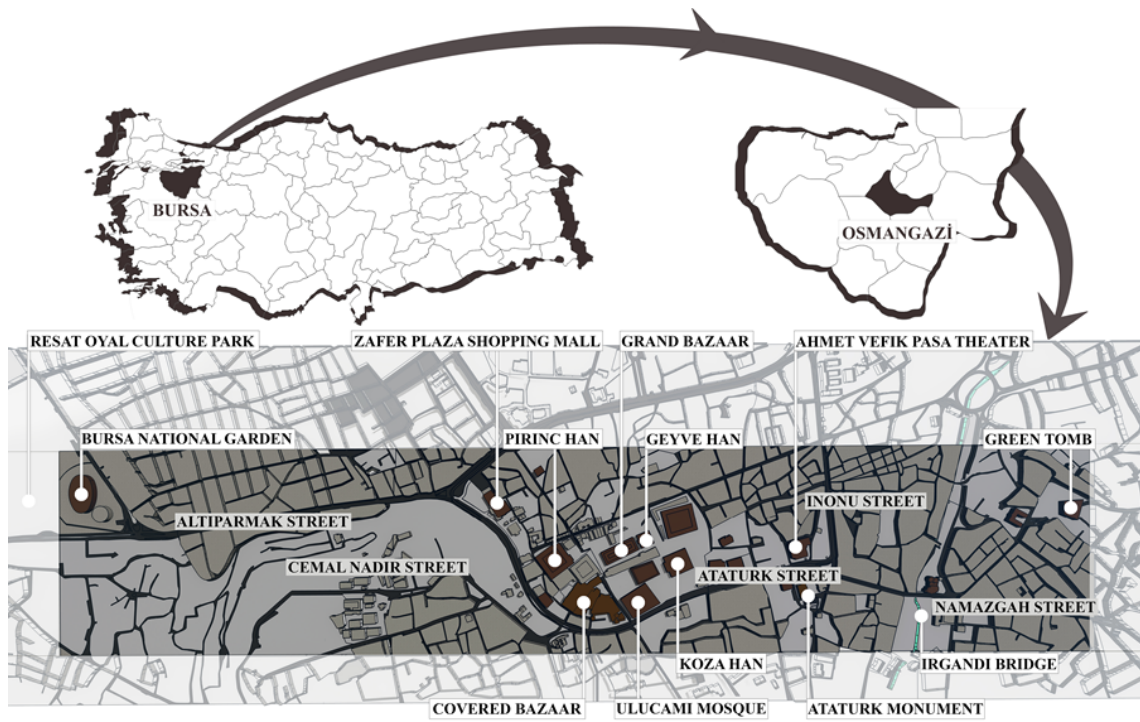 BURSA
OSMANGAZİ
RESAT OYAL CULTURE PARK
ZAFER PLAZA SHOPPING MALL
GRAND BAZAAR
AHMET VEFIK PASA THEATER
BURSA NATIONAL GARDEN
PIRINC HAN
GEYVE HAN
GREEN TOMB
INONU STREET
ALTIPARMAK STREET
CEMAL NADIR STREET
ATATURK STREET
NAMAZGAH STREET
KOZA HAN
IRGANDI BRIDGE
COVERED BAZAAR
ULUCAMI MOSQUE
ATATURK MONUMENT